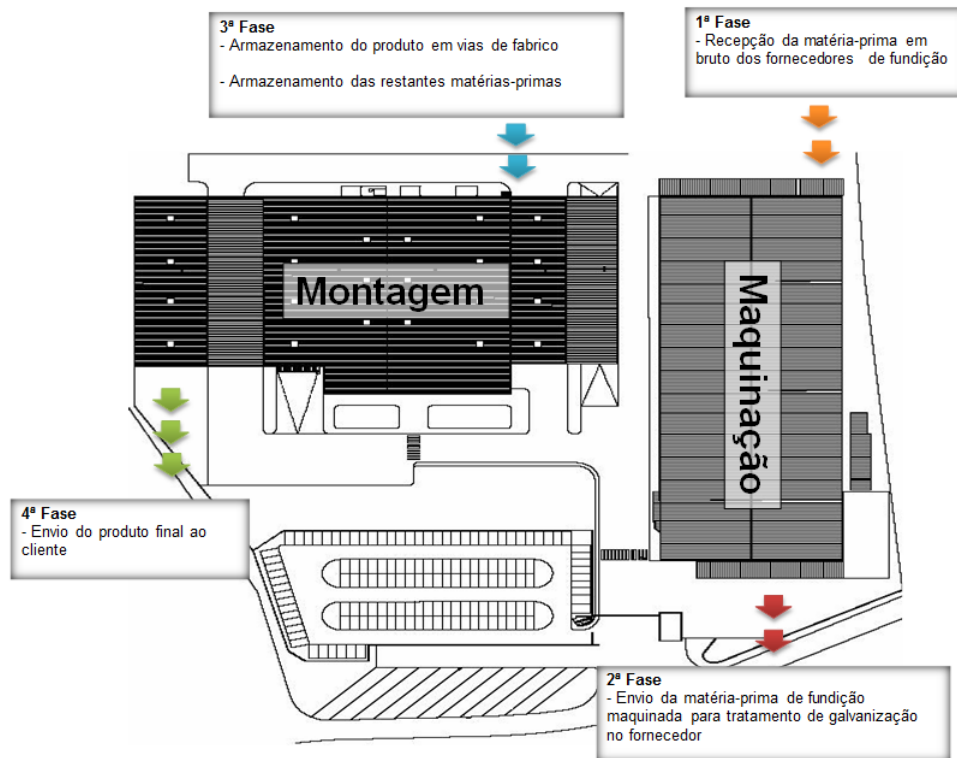 3ª Fase
- Armazenamento do produto em vias de fabrico
- Armazenamento das restantes matérias-primas
1ª Fase
- Recepção da matéria-prima em
bruto dos fornecedores de fundição
Montagem
Maquinação
4ª Fase
- Envio do produto final ao
cliente
2ª Fase
- Envio da matéria-prima de fundição
maquinada para tratamento de galvanização
no fornecedor